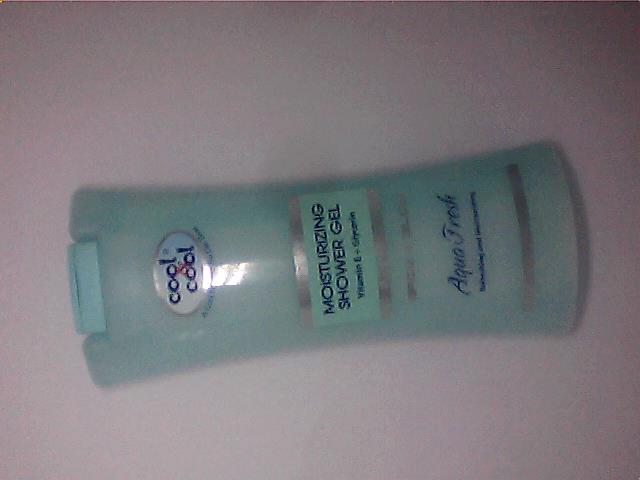 cool
& cool
MOISTURIZING
SHOWER GEL
Vitamin E + Glycerin
Aqua Fresh